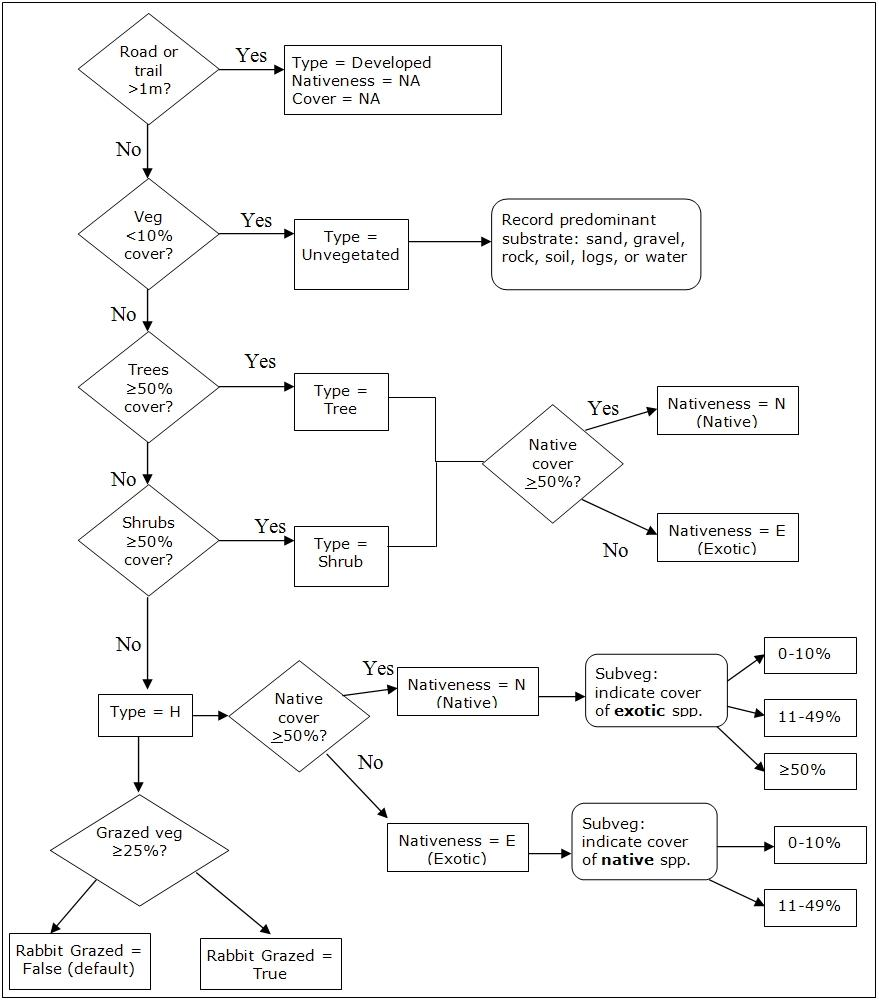 Road or
trail
>1m?
Yes
Type = Developed
Nativeness = NA
Cover = NA
No
Veg
<10%
cover?
Yes
Type =
Unvegetated
Record predominant
substrate: sand, gravel,
rock, soil, logs, or water
No
Trees
≥50%
cover?
Yes
Type =
Tree
Native
cover
≥50%?
Yes
Nativeness = N
(Native)
No
Nativeness = E
(Exotic)
No
Shrubs
≥50%
cover?
Yes
Type =
Shrub
No
Type = H
Native
cover
≥50%?
Yes
Nativeness = N
(Native)
Subveg:
indicate cover
of exotic spp.
0-10%
11-49%
≥50%
No
Nativeness = E
(Exotic)
Subveg:
indicate cover
of native spp.
0-10%
11-49%
Grazed veg
≥25%?
Rabbit Grazed =
False (default)
Rabbit Grazed =
True